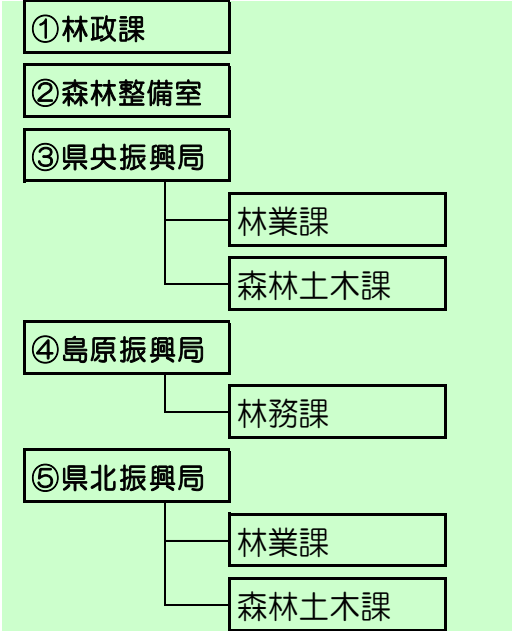 ①林政課
②森林整備室
③県央振興局
林業課
森林土木課
④島原振興局
林務課
⑤県北振興局
林業課
森林土木課